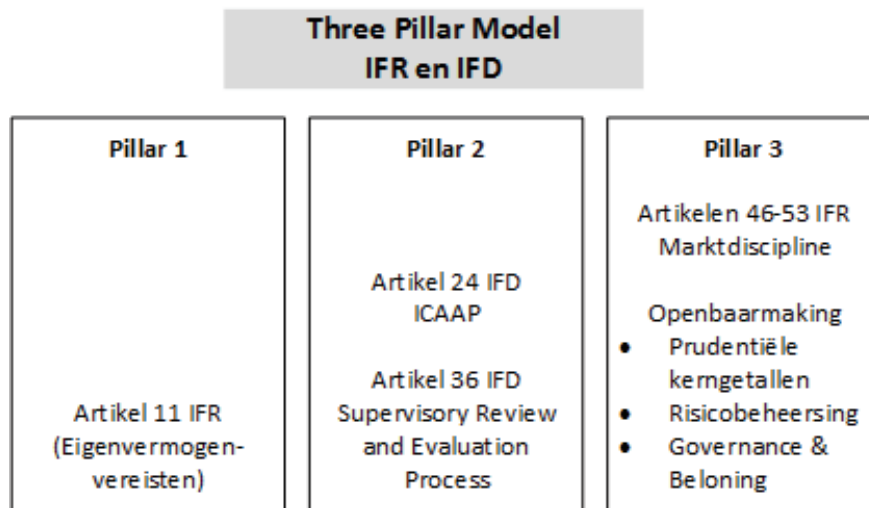 Three Pillar Model
IFR en IFD
Pillar 1
Artikel 11 IFR
(Eigenvermogen-
vereisten)
Pillar 2
Artikel 24 IFD
ICAAP
Artikel 36 IFD
Supervisory Review
and Evaluation
Process
Pillar 3
Artikelen 46-53 IFR
Marktdiscipline
Openbaarmaking
• Prudentiële
kerngetallen
• Risicobeheersing
• Governance &
Beloning